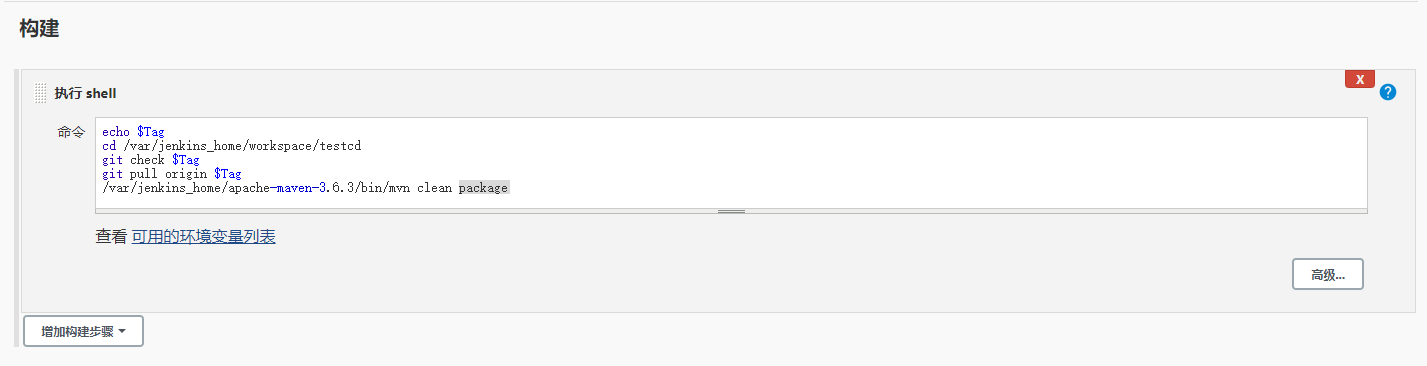 构建
执行 shell
X
?
命令
echo $Tag
cd /var/jenkins_home/workspace/testcd
git check $Tag
git pull origin $Tag
/var/jenkins_home/apache-maven-3.6.3/bin/mvn clean package
查看 可用的环境变量列表
高级...
增加构建步骤